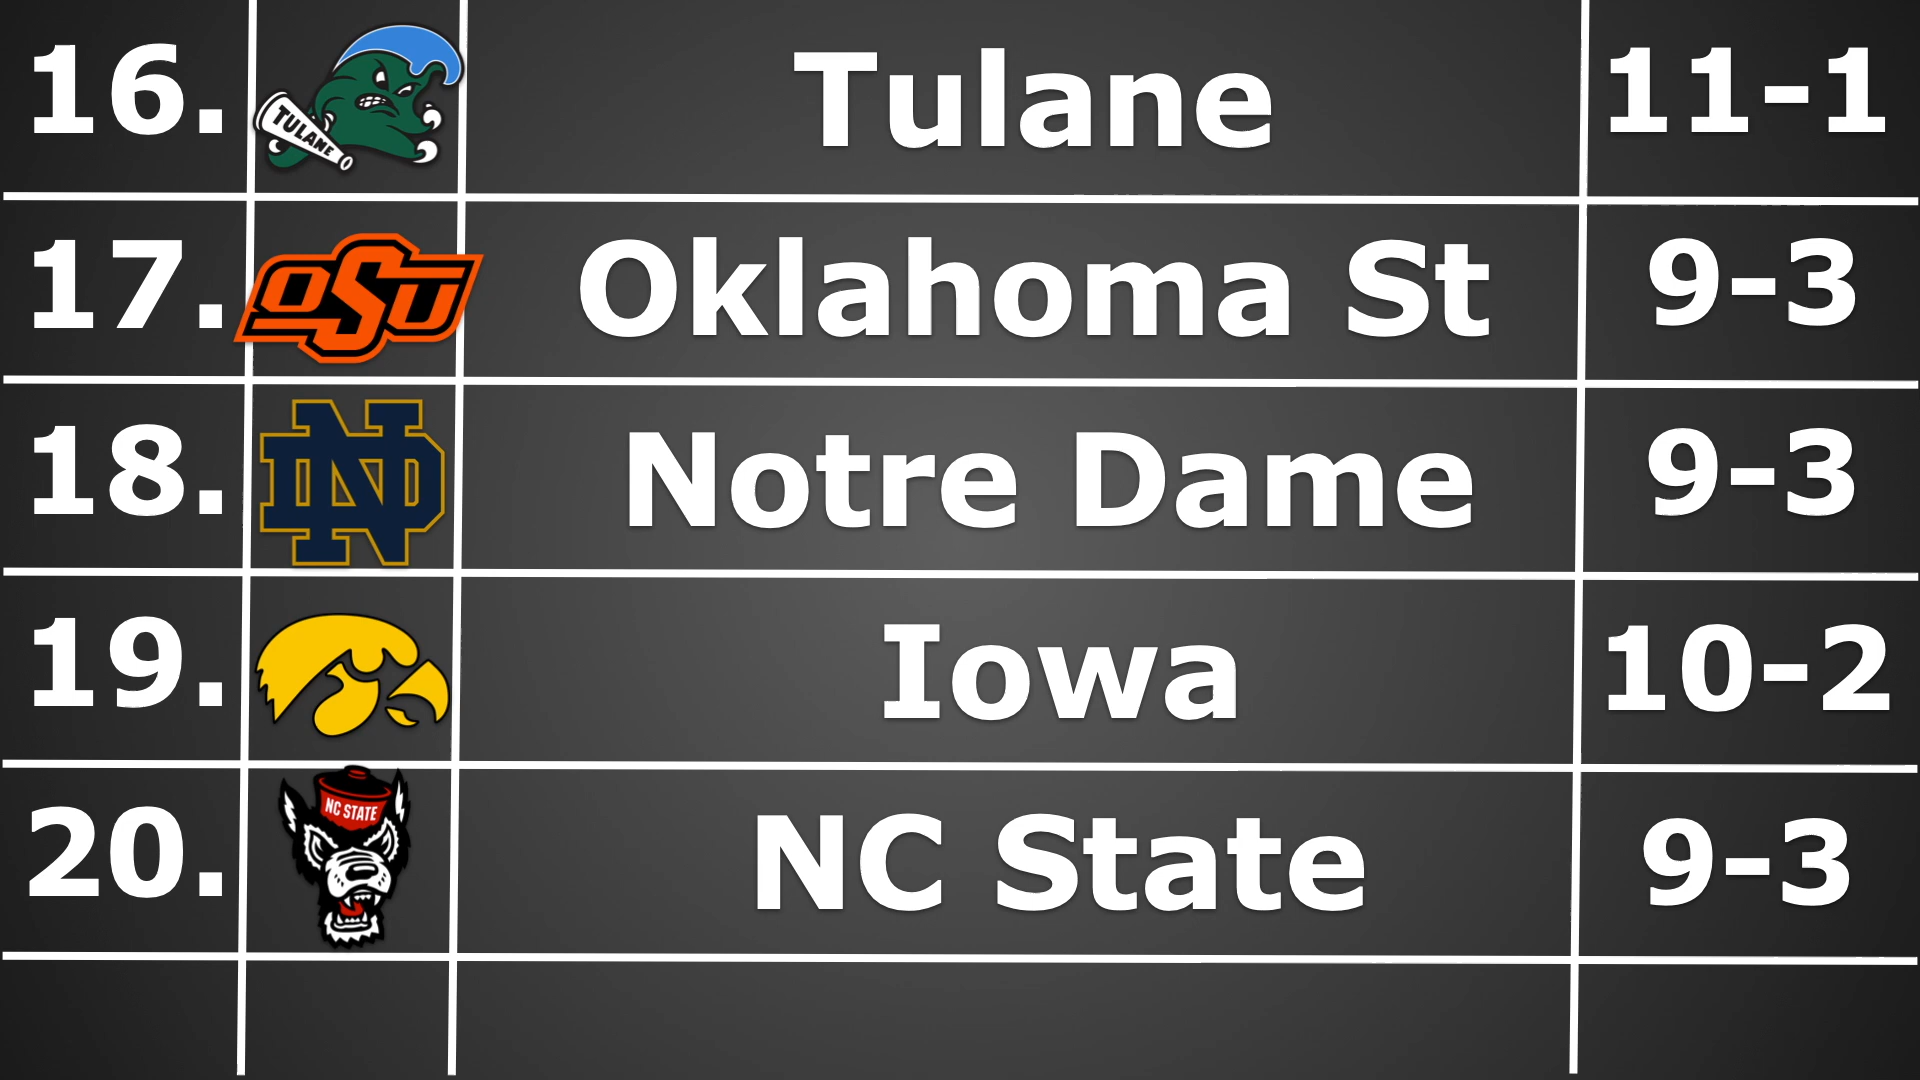 16. TULANE Tulane 11-1
17. OSU Oklahoma St 9-3
18. ND Notre Dame 9-3
19. Iowa 10-2
20. NC STATE NC State 9-3